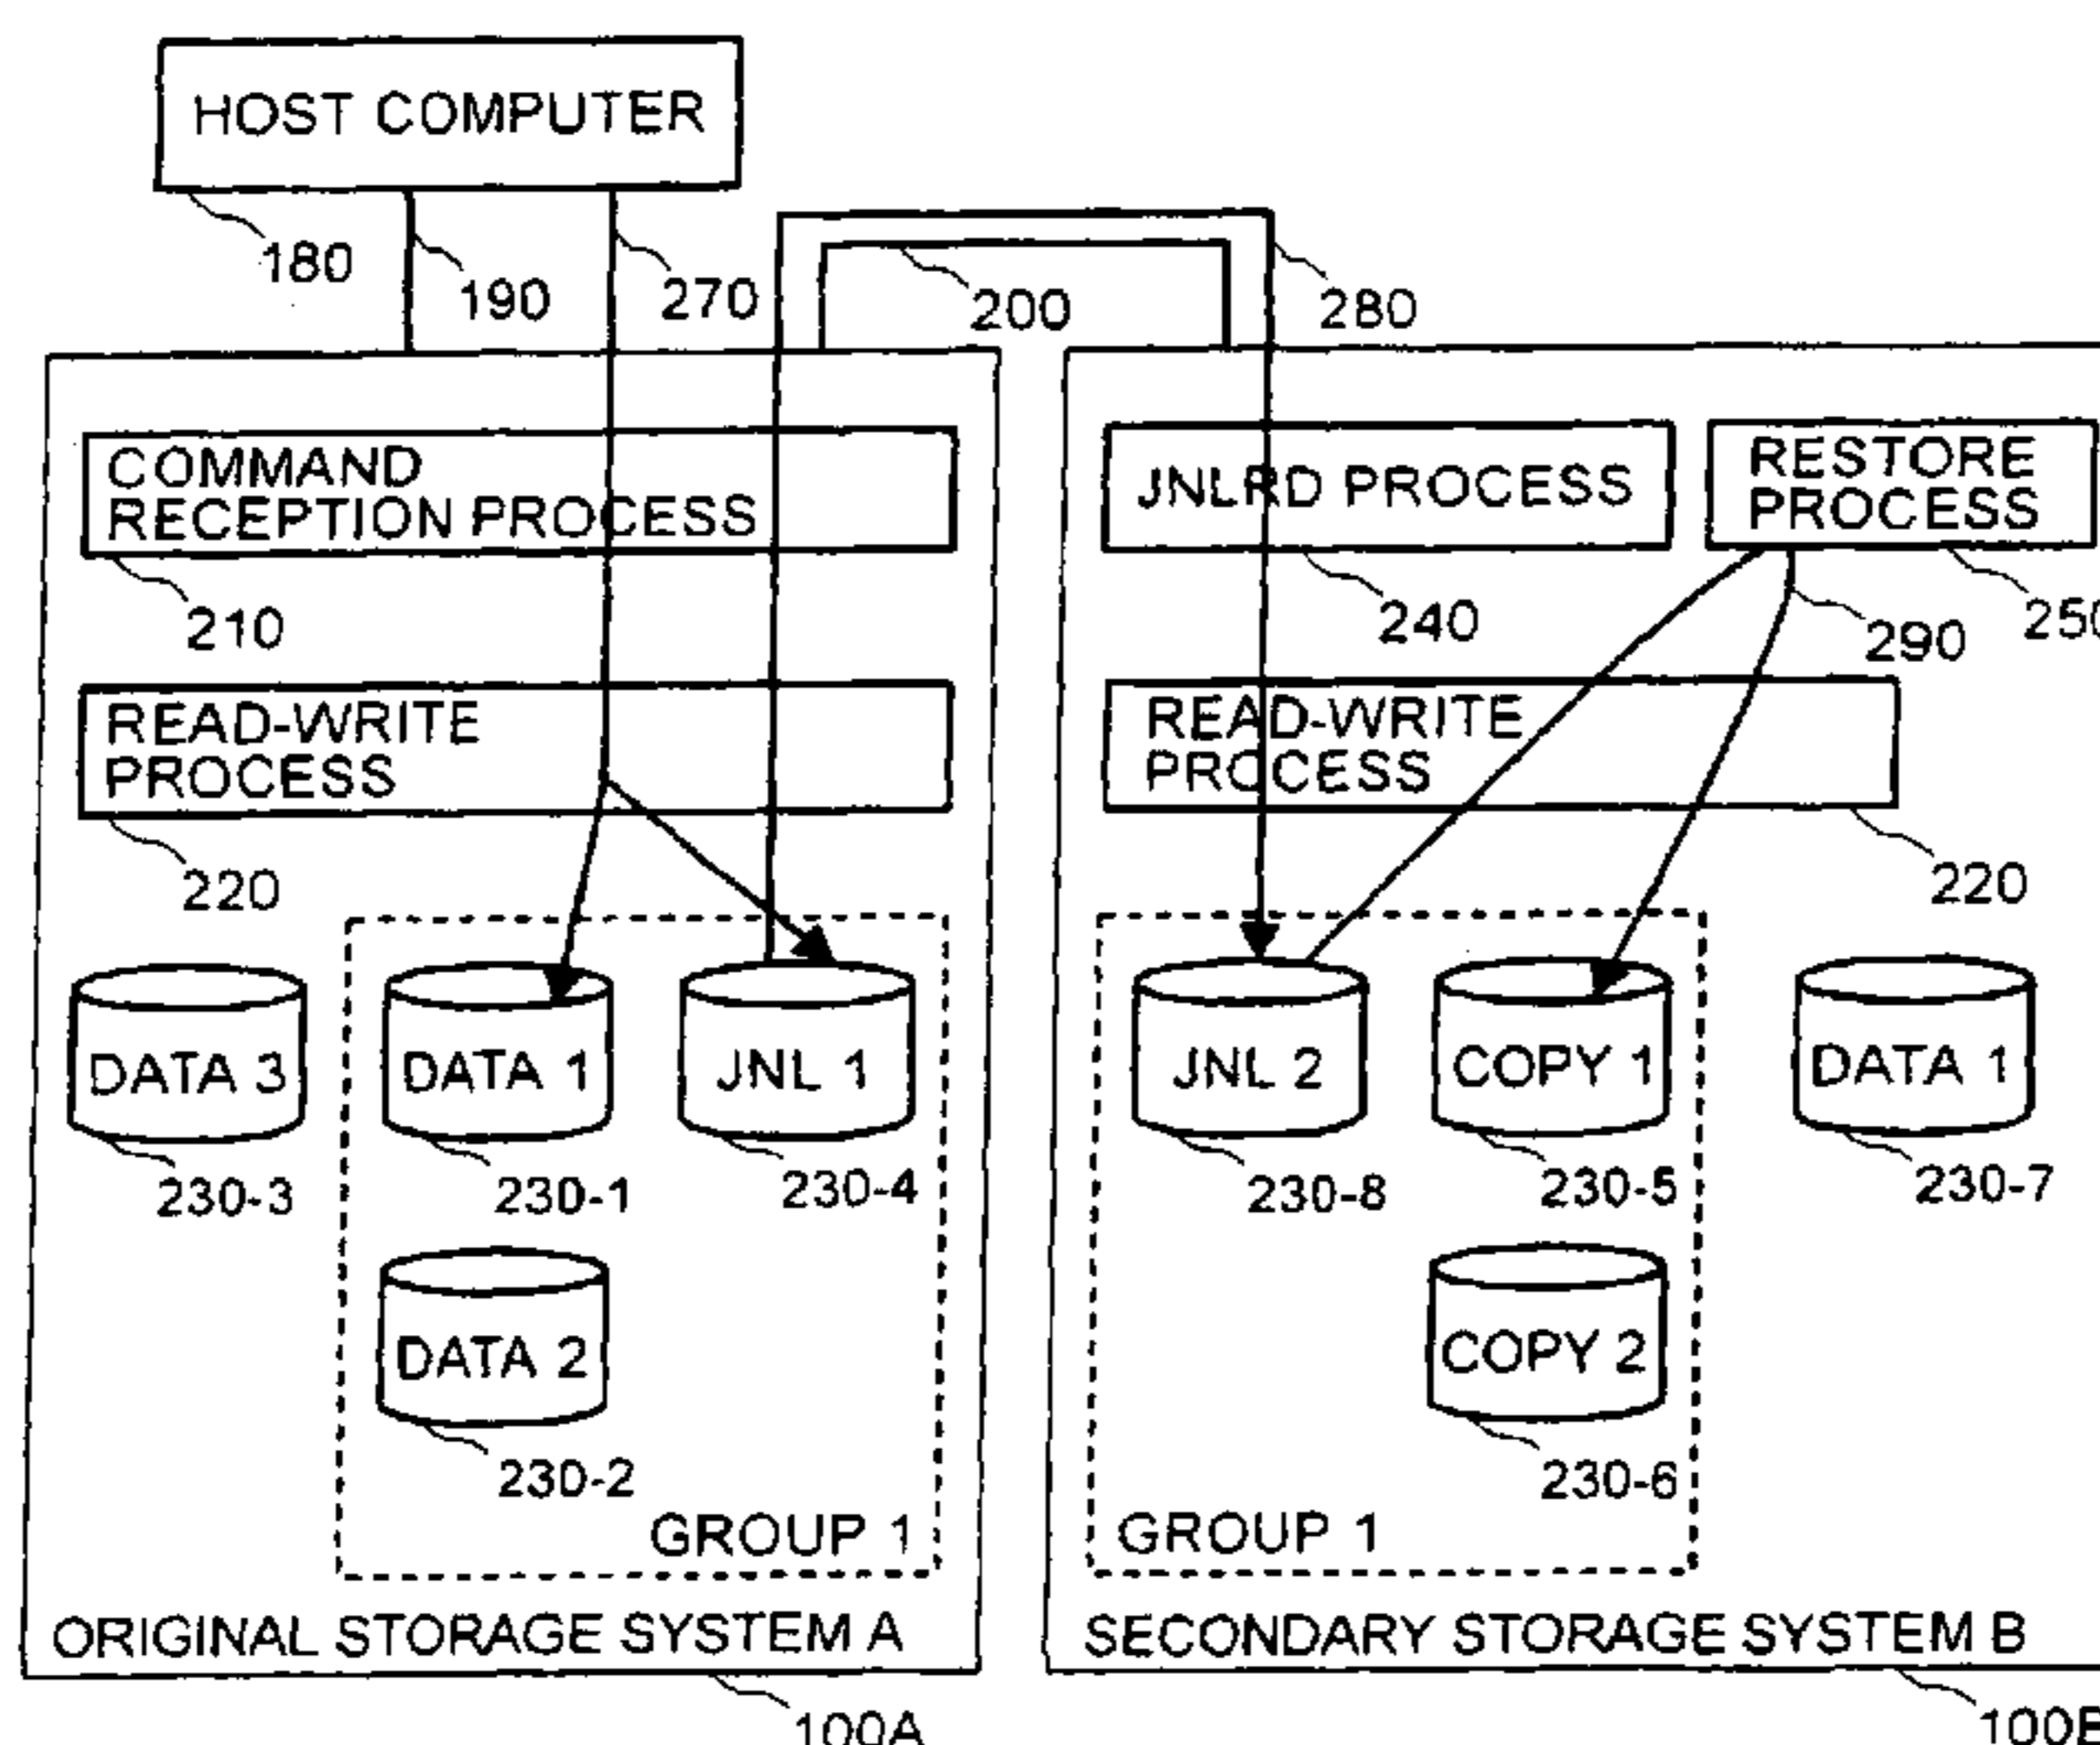 HOST COMPUTER
180
190
270
200
280
COMMAND
RECEPTION PROCESS
210
JNLRD PROCESS
240
RESTORE
PROCESS
250
290
READ-WRITE
PROCESS
220
READ-WRITE
PROCESS
220
DATA 3
230-3
DATA 1
230-1
JNL 1
230-4
DATA 2
230-2
GROUP 1
JNL 2
230-8
COPY 1
230-5
DATA 1
230-7
COPY 2
230-6
GROUP 1
ORIGINAL STORAGE SYSTEM A
100A
SECONDARY STORAGE SYSTEM B
100B